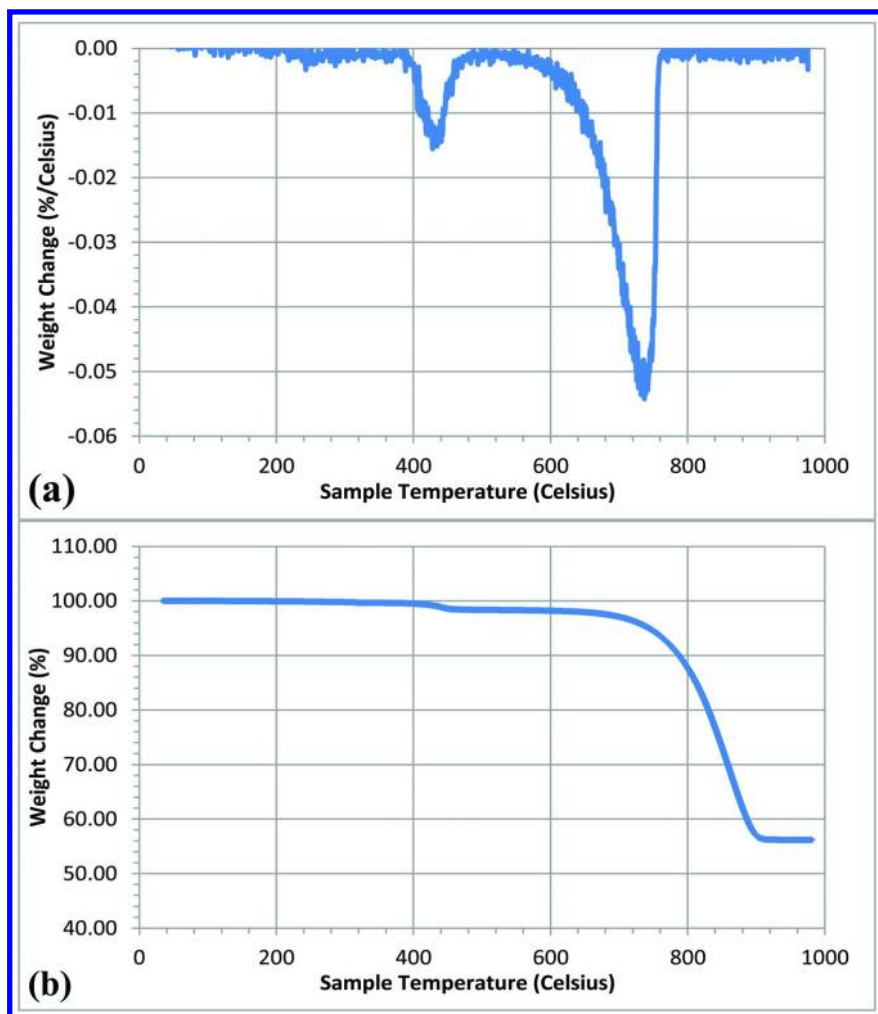 0.00
-0.01
-0.02
-0.03
-0.04
-0.05
-0.06
Weight Change (%/Celsius)
0 200 400 600 800 1000
Sample Temperature (Celsius)
(a)
110.00
100.00
90.00
80.00
70.00
60.00
50.00
40.00
Weight Change (%)
0 200 400 600 800 1000
Sample Temperature (Celsius)
(b)